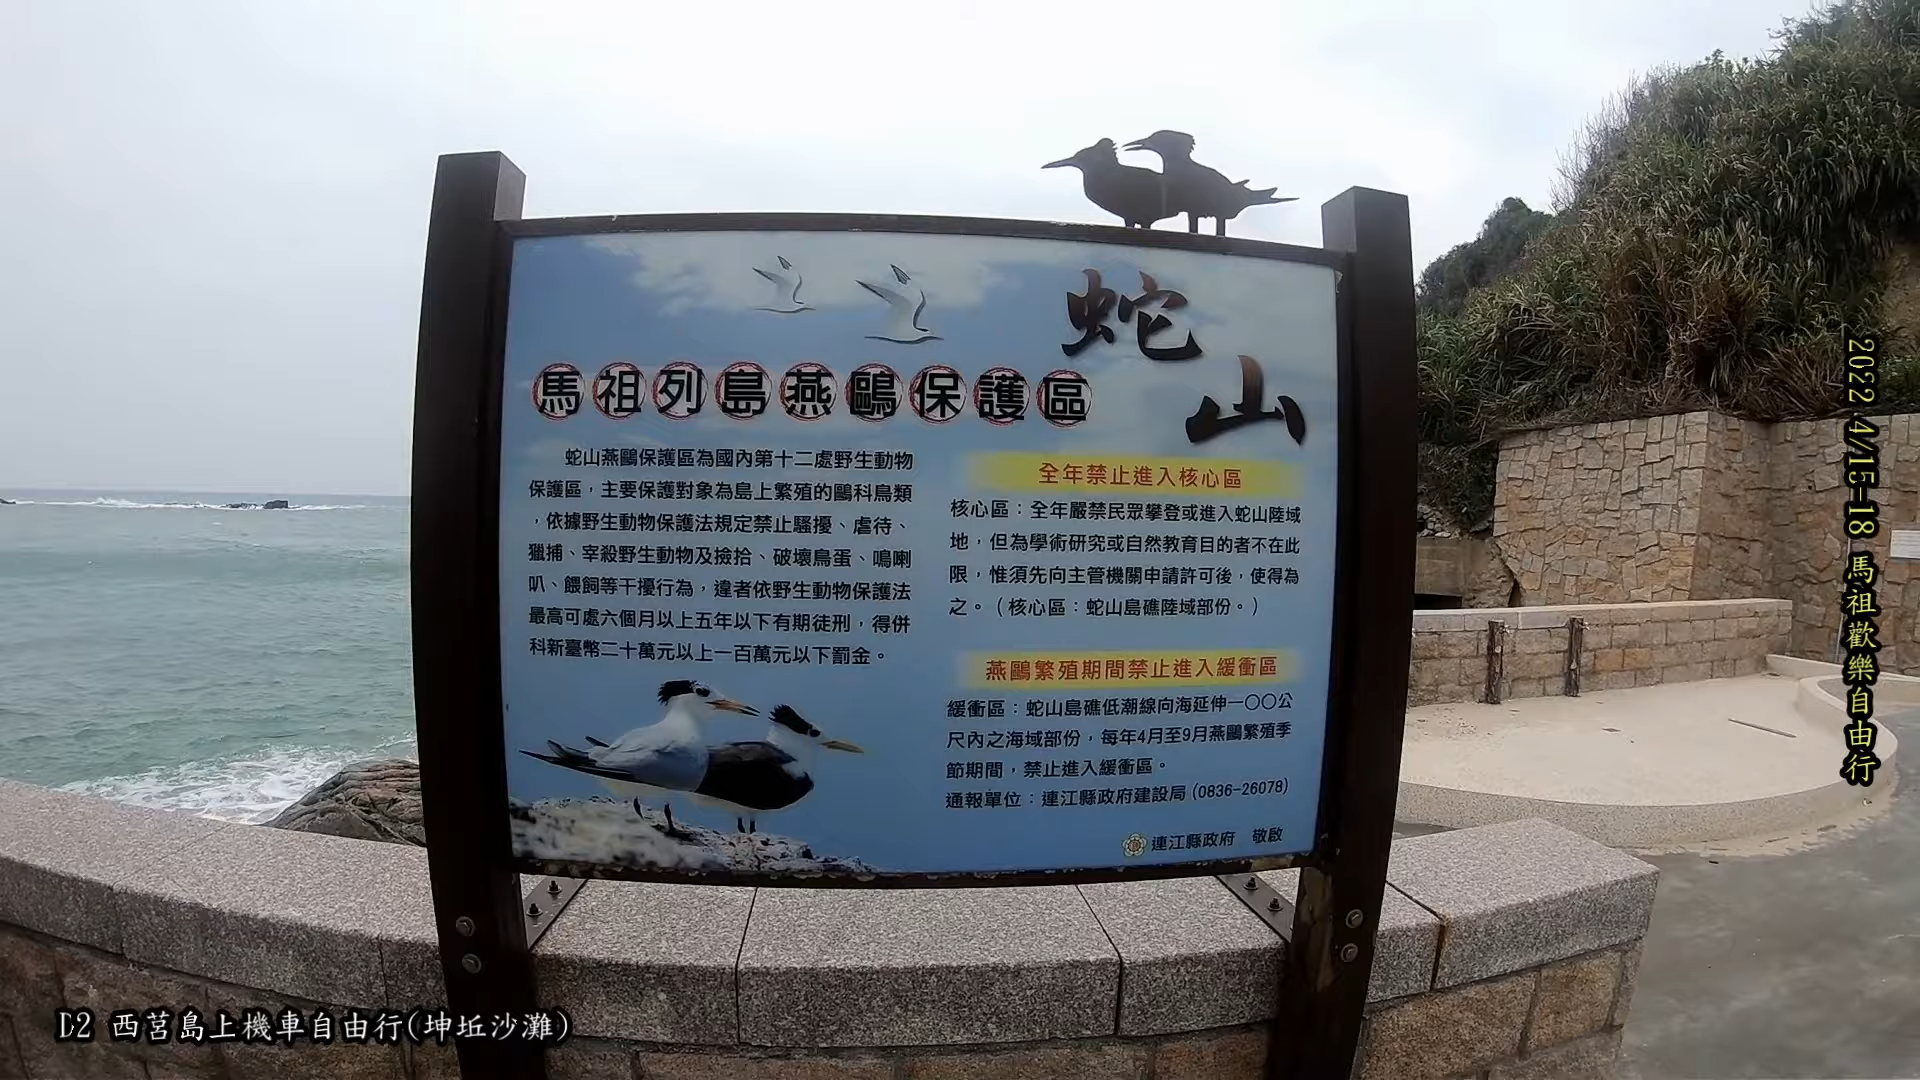 蛇山
馬祖列島燕鷗保護區
蛇山燕鷗保護區為國內第十二處野生動物
保護區，主要保護對象為島上繁殖的鷗科鳥類
，依據野生動物保護法規定禁止騷擾、虐待、
獵捕、宰殺野生動物及撿拾、破壞鳥蛋、鳴喇
叭、餵飼等干擾行為，違者依野生動物保護法
最高可處六個月以上五年以下有期徒刑，得併
科新臺幣二十萬元以上一百萬元以下罰金。
全年禁止進入核心區
核心區：全年嚴禁民眾攀登或進入蛇山陸域
地，但為學術研究或自然教育目的者不在此
限，惟須先向主管機關申請許可後，使得為
之。（核心區：蛇山島礁陸域部份。）
燕鷗繁殖期間禁止進入緩衝區
緩衝區：蛇山島礁低潮線向海延伸一〇〇公
尺內之海域部份，每年4月至9月燕鷗繁殖季
節期間，禁止進入緩衝區。
通報單位：連江縣政府建設局(0836-26078)
連江縣政府 敬啟
2022 4/15-18 馬祖歡樂自由行
D2 西莒島上機車自由行(坤坵沙灘)